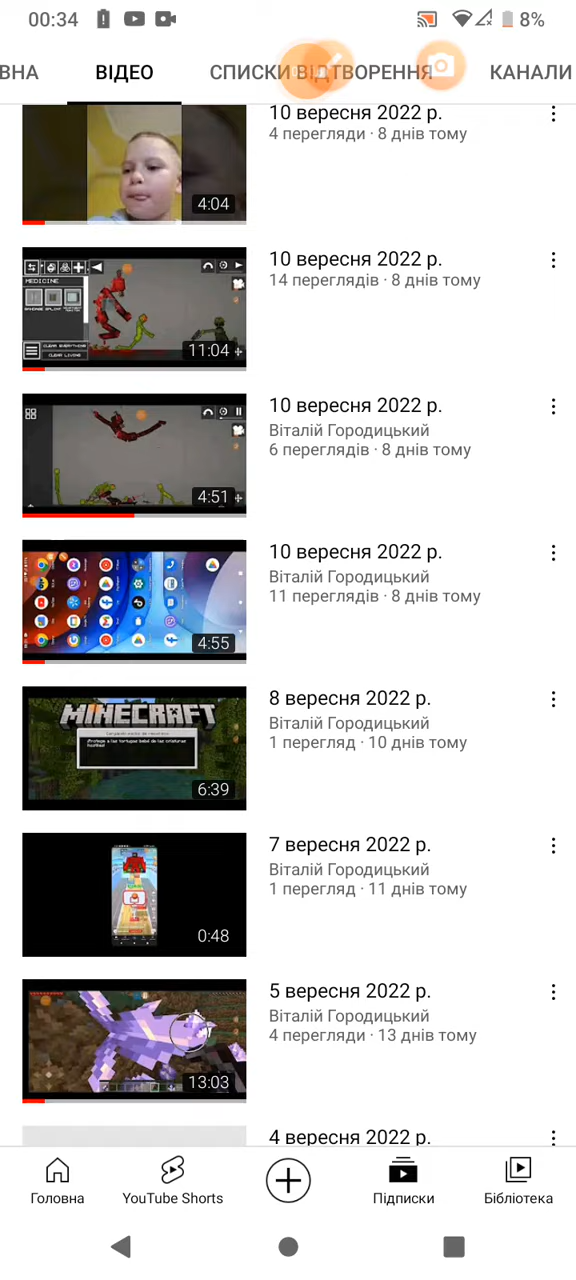 00:34
8%
ВНА
ВІДЕО
СПИСКИ ВІДТВОРЕННЯ
КАНАЛИ
10 вересня 2022 р.
4 перегляди · 8 днів тому
4:04
10 вересня 2022 р.
14 переглядів · 8 днів тому
MEDICINE
CLEAR EVERYTHING
CLEAR LIVING
11:04
10 вересня 2022 р.
Віталій Городицький
6 переглядів · 8 днів тому
4:51
10 вересня 2022 р.
Віталій Городицький
11 переглядів · 8 днів тому
4:55
8 вересня 2022 р.
Віталій Городицький
1 перегляд · 10 днів тому
MINECRAFT
6:39
7 вересня 2022 р.
Віталій Городицький
1 перегляд · 11 днів тому
0:48
5 вересня 2022 р.
Віталій Городицький
4 перегляди · 13 днів тому
13:03
4 вересня 2022 р.
Головна
YouTube Shorts
Підписки
Бібліотека